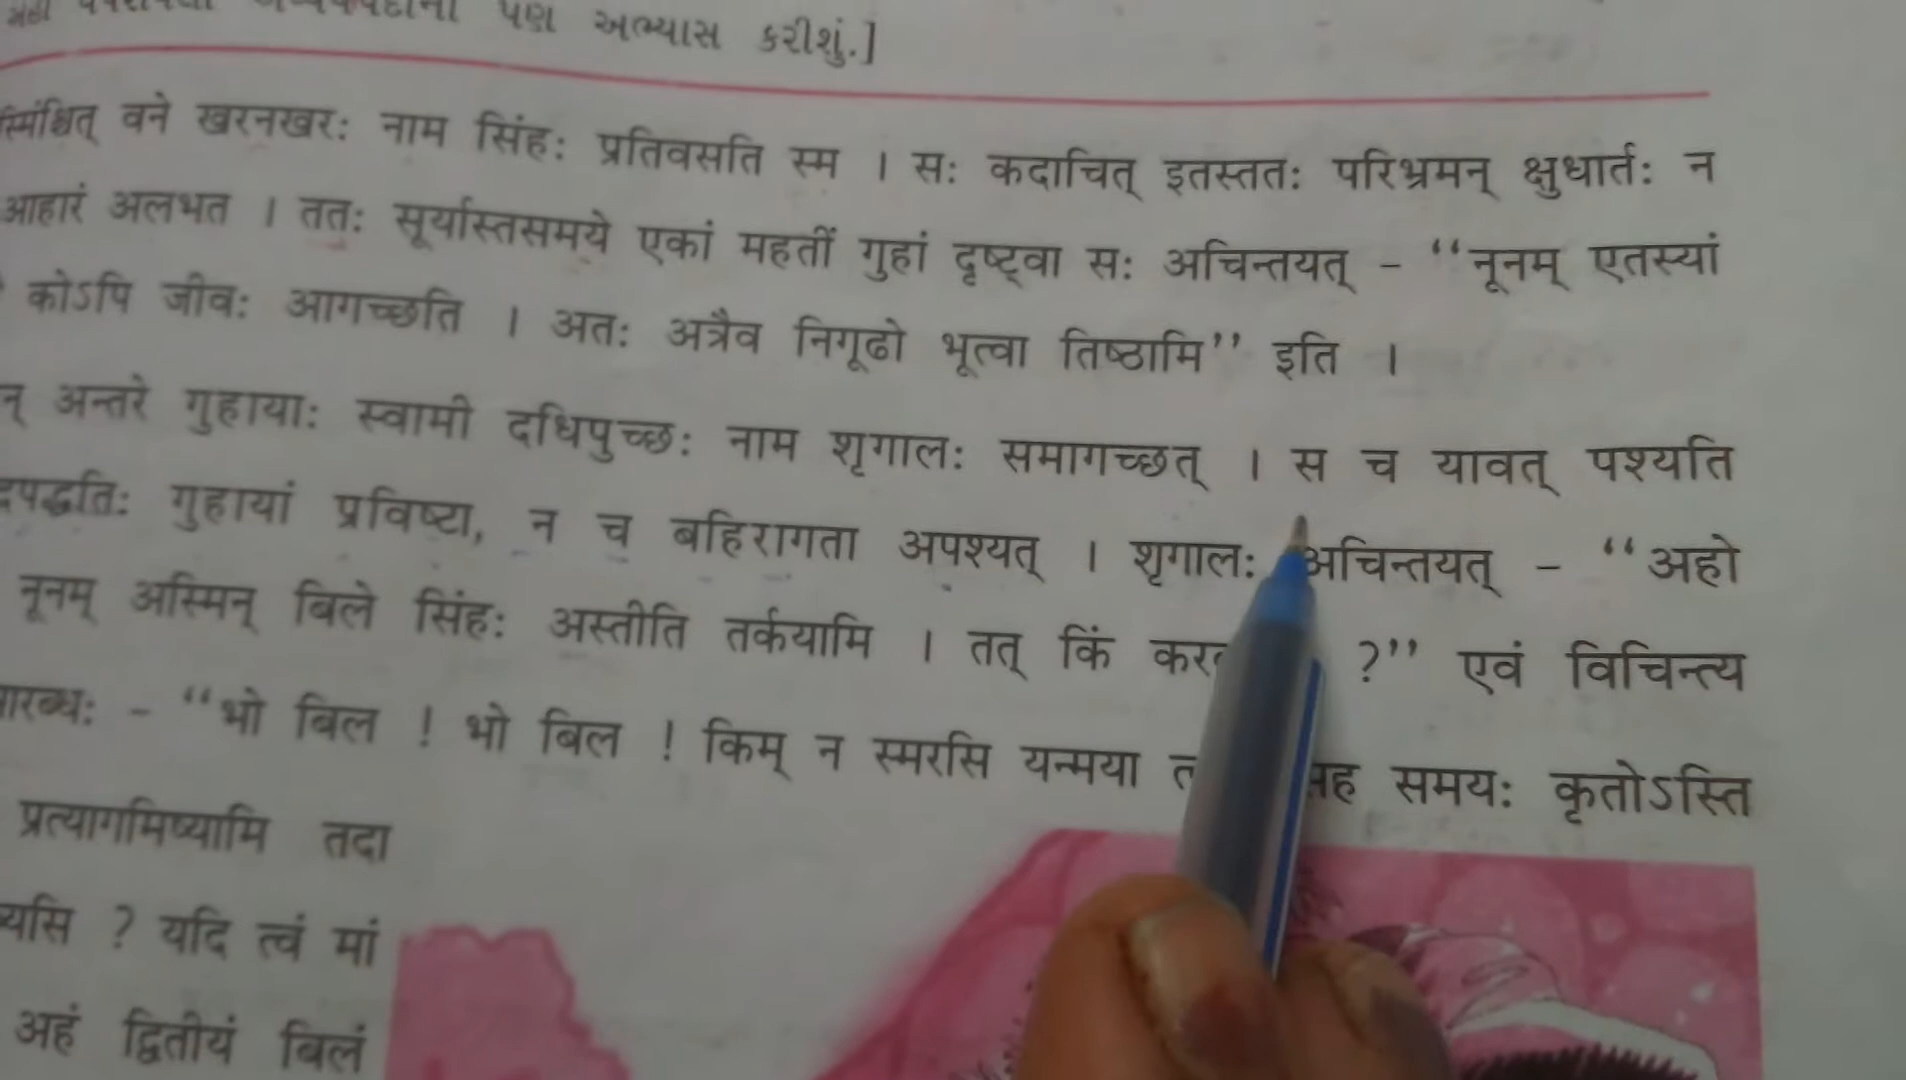 પણ અભ્યાસ કરીશું.]
वने खरनखरः नाम सिंहः प्रतिवसति स्म । सः कदाचित् इतस्ततः परिभ्रमन् क्षुधार्तः न
आहारं अलभत । ततः सूर्यास्तसमये एकां महतीं गुहां दृष्ट्वा सः अचिन्तयत् – “नूनम् एतस्यां
कोऽपि जीवः आगच्छति । अतः अत्रैव निगूढो भूत्वा तिष्ठामि” इति ।
न् अन्तरे गुहायाः स्वामी दधिपुच्छः नाम शृगालः समागच्छत् । स च यावत् पश्यति
दपद्धतिः गुहायां प्रविष्टा, न च बहिरागता अपश्यत् । शृगालः अचिन्तयत् – “अहो
नूनम् अस्मिन् बिले सिंहः अस्तीति तर्कयामि । तत् किं कर ?” एवं विचिन्त्य
ारब्धः – “भो बिल ! भो बिल ! किम् न स्मरसि यन्मया त सह समयः कृतोऽस्ति
प्रत्यागमिष्यामि तदा
यसि ? यदि त्वं मां
अहं द्वितीयं बिलं